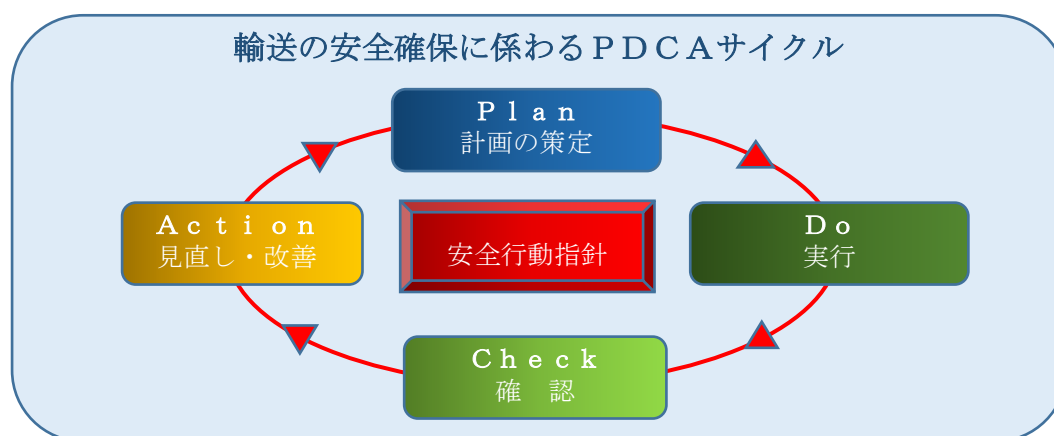 輸送の安全確保に係わるＰＤＣＡサイクル
Ｐｌａｎ
計画の策定
Ａｃｔｉｏｎ
見直し・改善
安全行動指針
Ｄｏ
実行
Ｃｈｅｃｋ
確　認